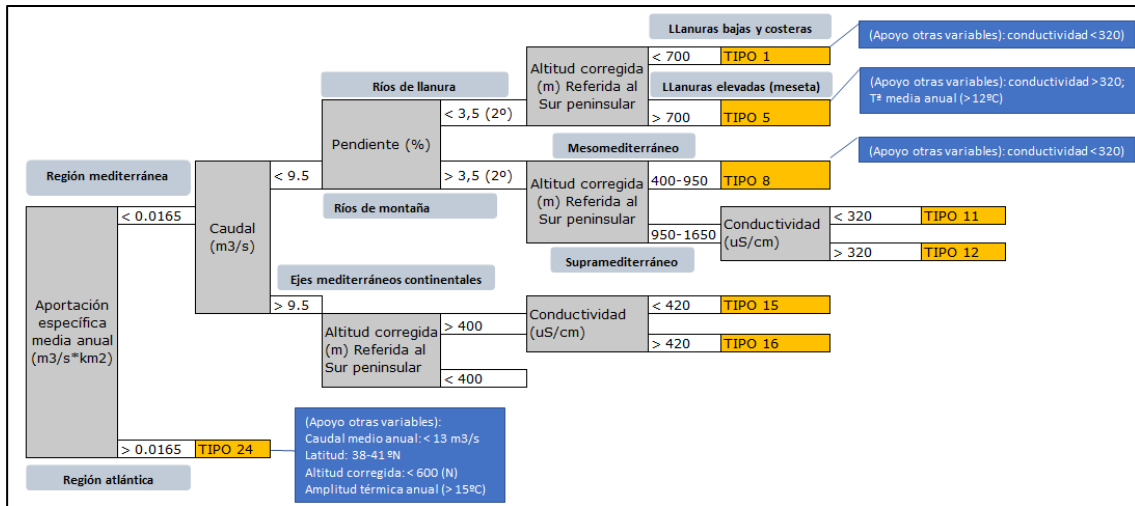 LLanuras bajas y costeras
< 700
TIPO 1
(Apoyo otras variables): conductividad <320)
Altitud corregida
(m) Referida al
Sur peninsular
Ríos de llanura
LLanuras elevadas (meseta)
(Apoyo otras variables): conductividad >320;
Tª media anual (>12ºC)
< 3,5 (2º)
> 700
TIPO 5
Pendiente (%)
Mesomediterráneo
(Apoyo otras variables): conductividad <320)
Región mediterránea
< 9.5
> 3,5 (2º)
Altitud corregida
(m) Referida al
Sur peninsular
400-950
TIPO 8
Ríos de montaña
< 0.0165
Caudal
(m3/s)
950-1650
Conductividad
(uS/cm)
< 320
TIPO 11
> 320
TIPO 12
Supramediterráneo
Ejes mediterráneos continentales
> 9.5
Aportación
específica
media anual
(m3/s*km2)
Altitud corregida
(m) Referida al
Sur peninsular
> 400
Conductividad
(uS/cm)
< 420
TIPO 15
> 420
TIPO 16
< 400
> 0.0165
TIPO 24
(Apoyo otras variables):
Caudal medio anual: < 13 m3/s
Latitud: 38-41 ºN
Altitud corregida: < 600 (N)
Amplitud térmica anual (> 15ºC)
Región atlántica